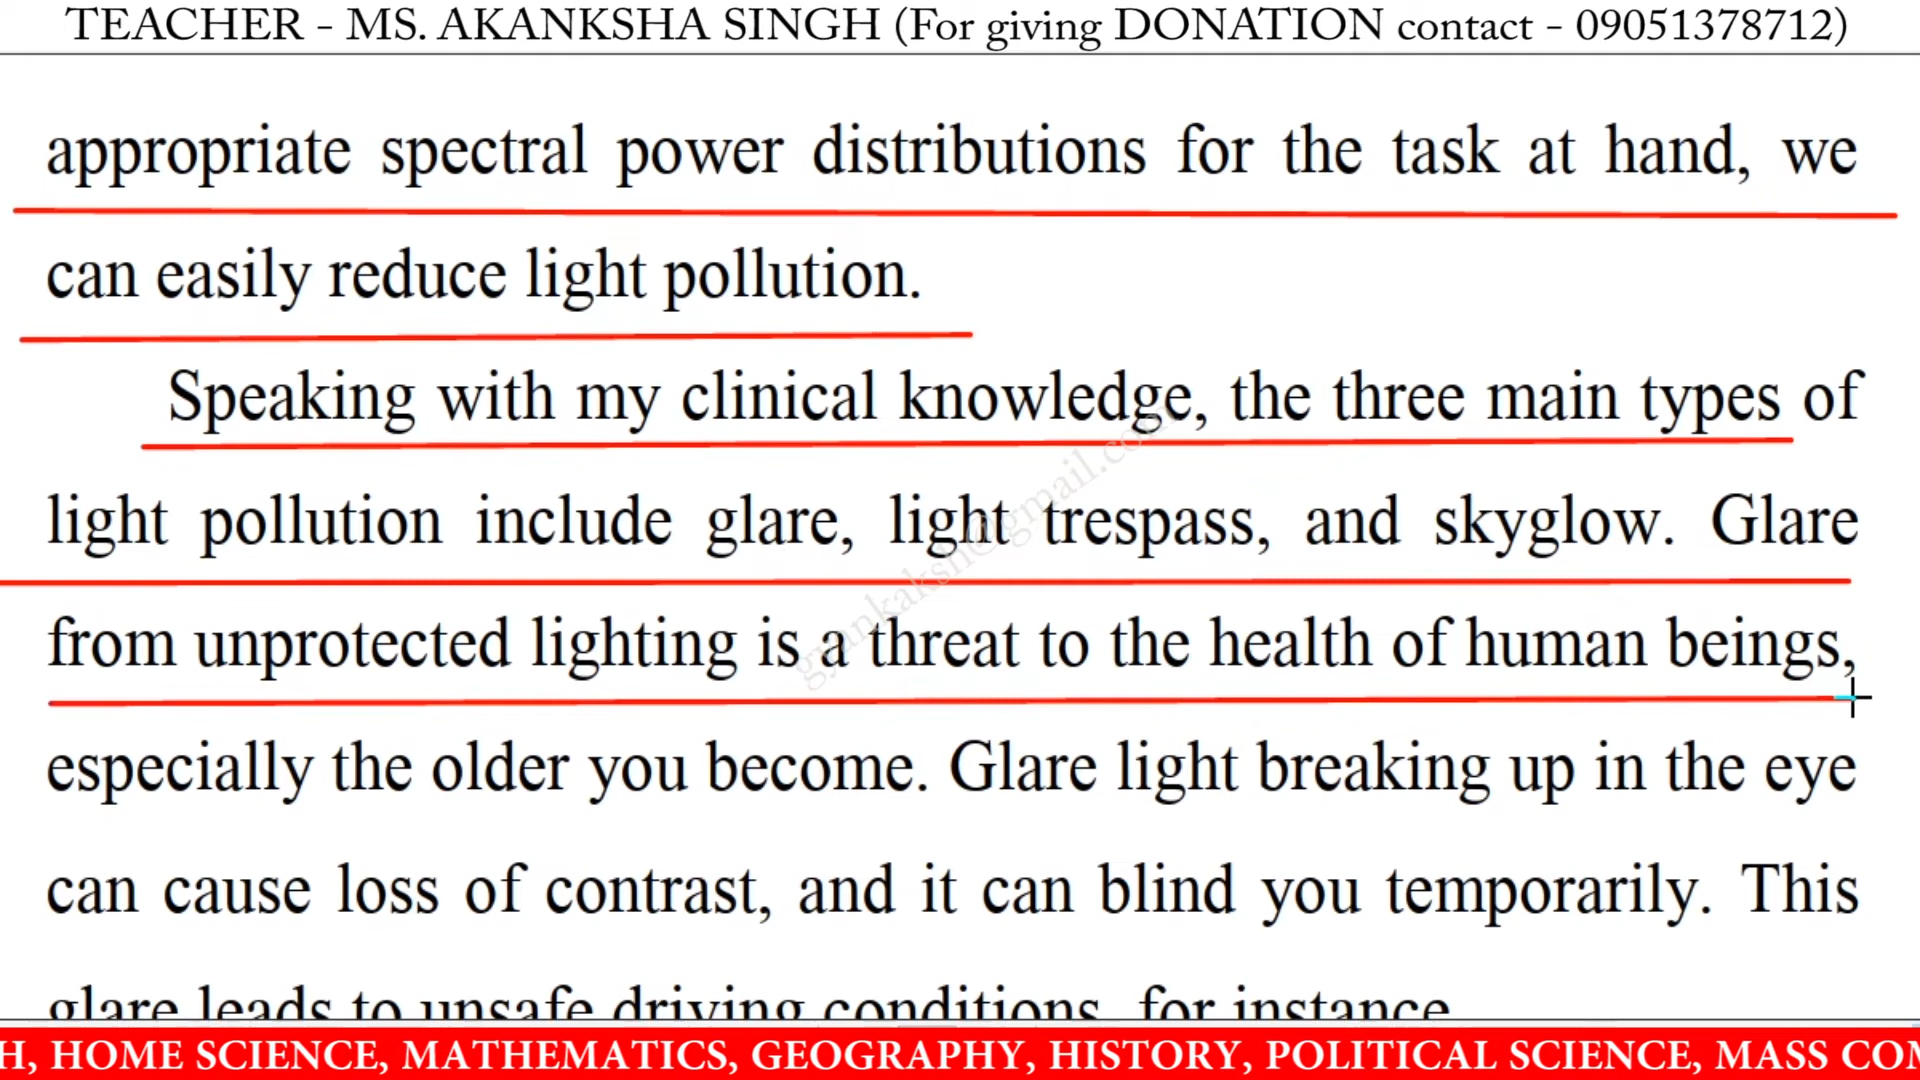 TEACHER - MS. AKANKSHA SINGH (For giving DONATION contact - 09051378712)
appropriate spectral power distributions for the task at hand, we
can easily reduce light pollution.
Speaking with my clinical knowledge, the three main types of
light pollution include glare, light trespass, and skyglow. Glare
from unprotected lighting is a threat to the health of human beings,
especially the older you become. Glare light breaking up in the eye
can cause loss of contrast, and it can blind you temporarily. This
glare leads to unsafe driving conditions, for instance
gyankaksh@gmail.com
H, HOME SCIENCE, MATHEMATICS, GEOGRAPHY, HISTORY, POLITICAL SCIENCE, MASS COM